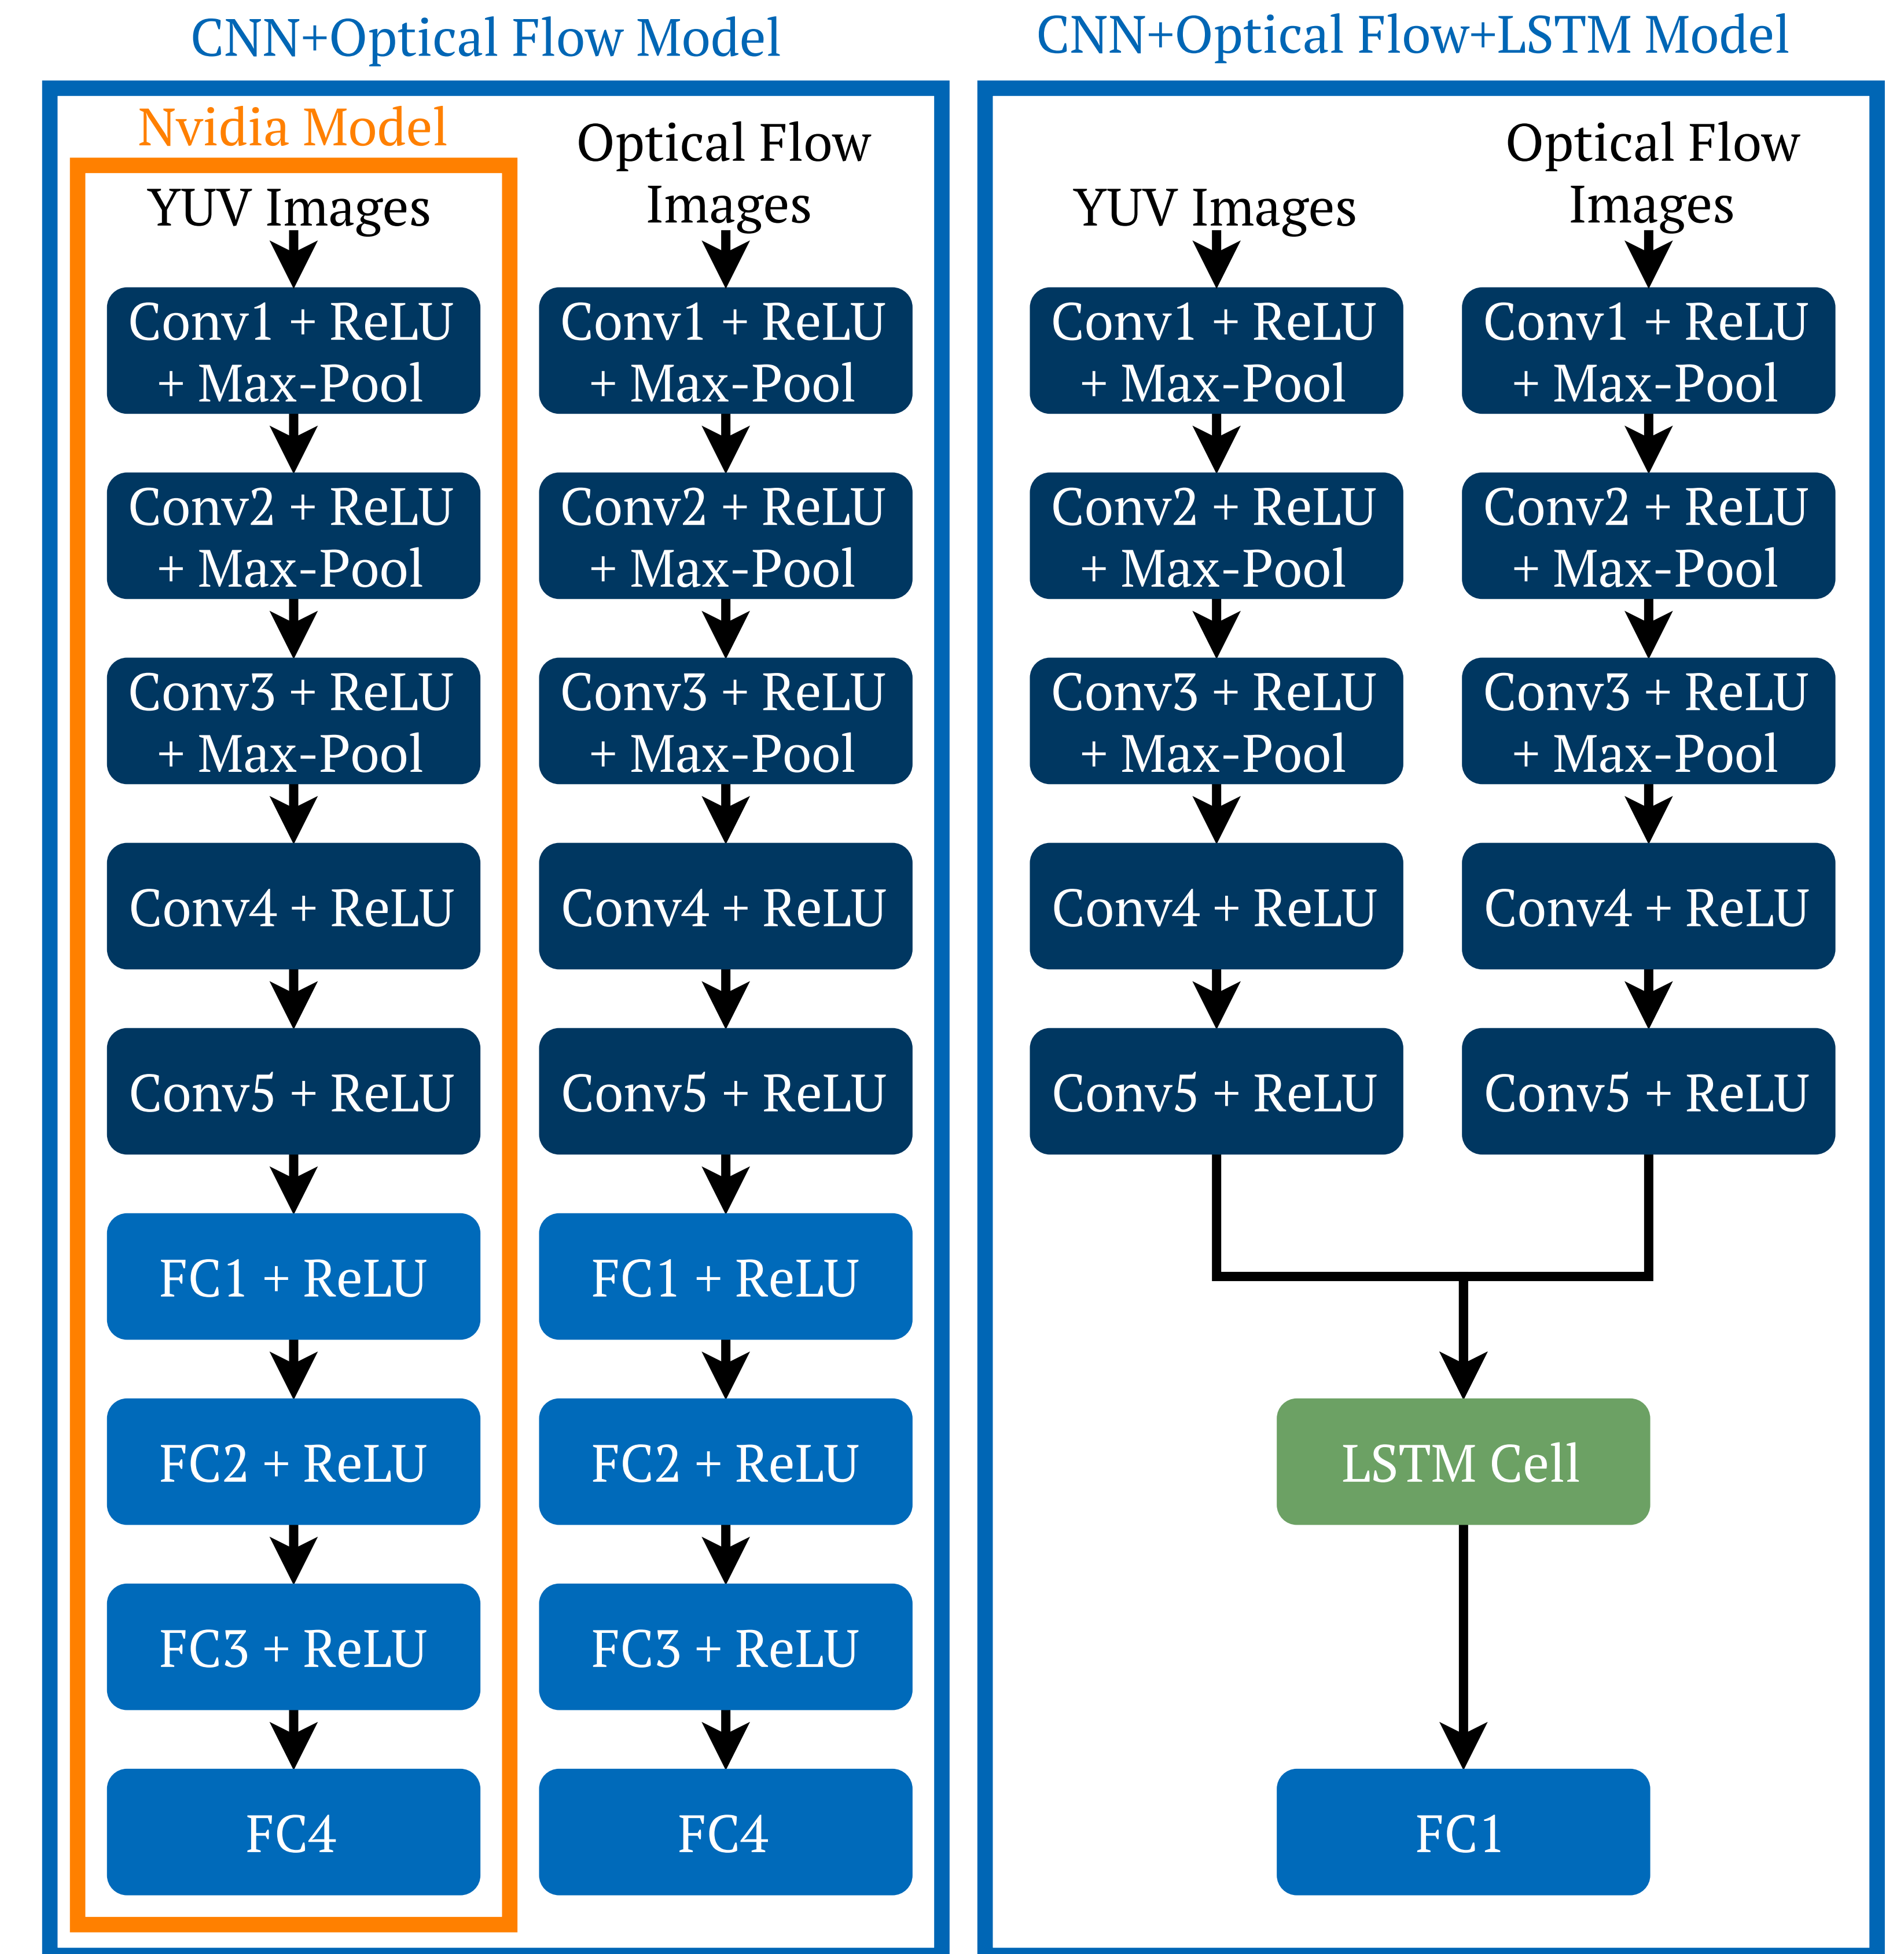 CNN+Optical Flow Model
Nvidia Model
YUV Images
Conv1 + ReLU
+ Max-Pool
Conv2 + ReLU
+ Max-Pool
Conv3 + ReLU
+ Max-Pool
Conv4 + ReLU
Conv5 + ReLU
FC1 + ReLU
FC2 + ReLU
FC3 + ReLU
FC4
Optical Flow
Images
Conv1 + ReLU
+ Max-Pool
Conv2 + ReLU
+ Max-Pool
Conv3 + ReLU
+ Max-Pool
Conv4 + ReLU
Conv5 + ReLU
FC1 + ReLU
FC2 + ReLU
FC3 + ReLU
FC4
CNN+Optical Flow+LSTM Model
YUV Images
Conv1 + ReLU
+ Max-Pool
Conv2 + ReLU
+ Max-Pool
Conv3 + ReLU
+ Max-Pool
Conv4 + ReLU
Conv5 + ReLU
Optical Flow
Images
Conv1 + ReLU
+ Max-Pool
Conv2 + ReLU
+ Max-Pool
Conv3 + ReLU
+ Max-Pool
Conv4 + ReLU
Conv5 + ReLU
LSTM Cell
FC1